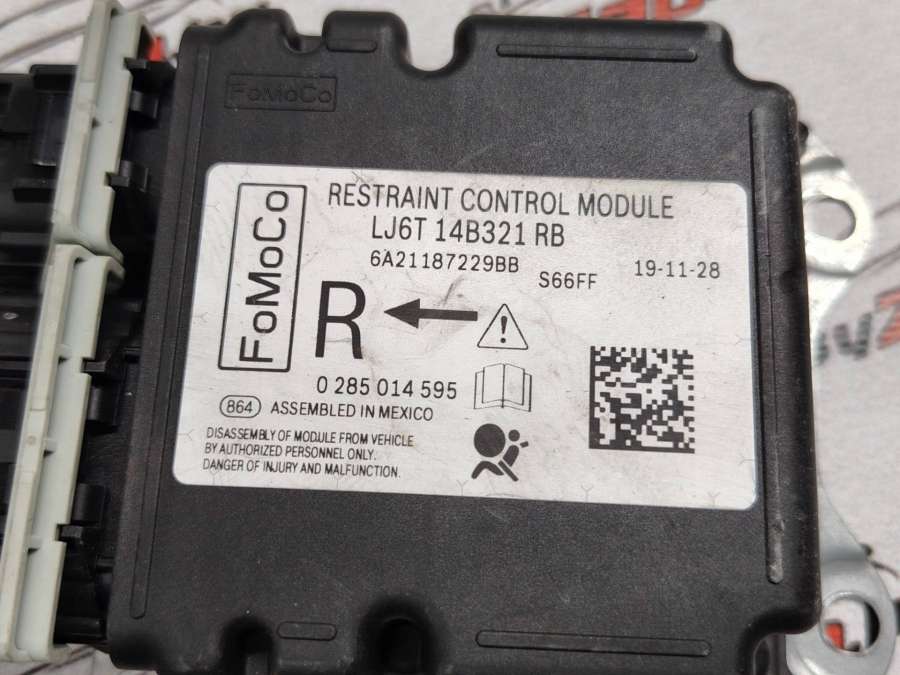 FoMoCo
FoMoCo
RESTRAINT CONTROL MODULE
LJ6T 14B321 RB
6A21187229BB S66FF 19-11-28
R
0 285 014 595
864 ASSEMBLED IN MEXICO
DISASSEMBLY OF MODULE FROM VEHICLE
BY AUTHORIZED PERSONNEL ONLY.
DANGER OF INJURY AND MALFUNCTION.